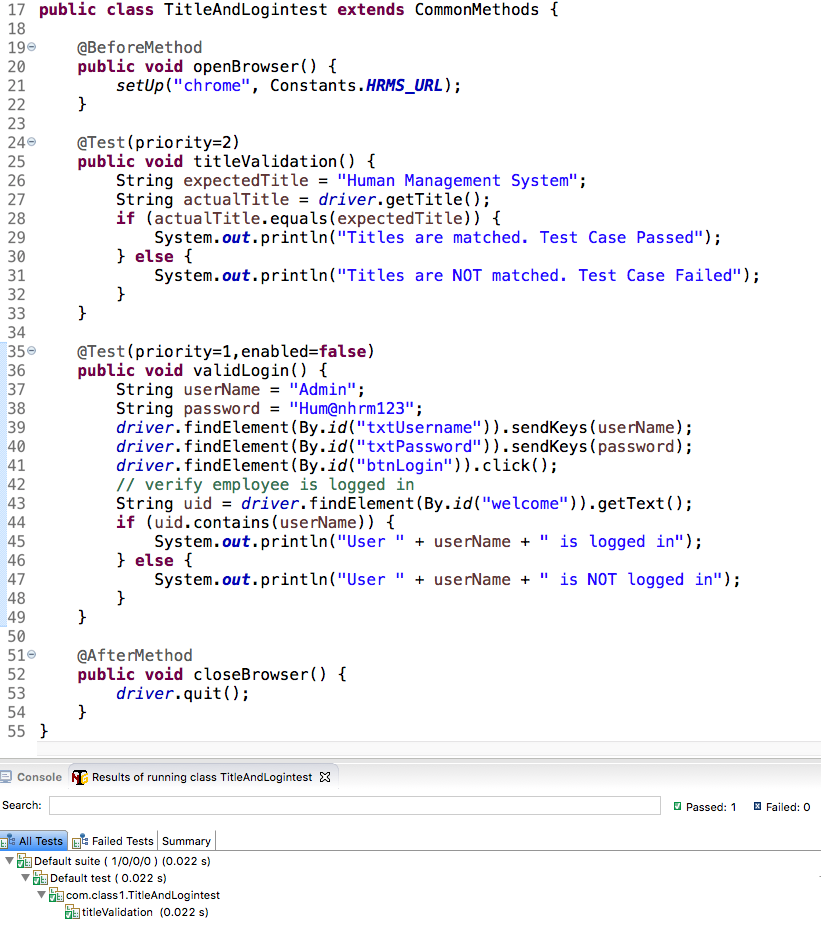 17 public class TitleAndLogintest extends CommonMethods {
18
19 @BeforeMethod
20 public void openBrowser() {
21 setUp("chrome", Constants.HRMS_URL);
22 }
23
24 @Test(priority=2)
25 public void titleValidation() {
26 String expectedTitle = "Human Management System";
27 String actualTitle = driver.getTitle();
28 if (actualTitle.equals(expectedTitle)) {
29 System.out.println("Titles are matched. Test Case Passed");
30 } else {
31 System.out.println("Titles are NOT matched. Test Case Failed");
32 }
33 }
34
35 @Test(priority=1,enabled=false)
36 public void validLogin() {
37 String userName = "Admin";
38 String password = "Hum@nhrm123";
39 driver.findElement(By.id("txtUsername")).sendKeys(userName);
40 driver.findElement(By.id("txtPassword")).sendKeys(password);
41 driver.findElement(By.id("btnLogin")).click();
42 // verify employee is logged in
43 String uid = driver.findElement(By.id("welcome")).getText();
44 if (uid.contains(userName)) {
45 System.out.println("User " + userName + " is logged in");
46 } else {
47 System.out.println("User " + userName + " is NOT logged in");
48 }
49 }
50
51 @AfterMethod
52 public void closeBrowser() {
53 driver.quit();
54 }
55 }
Console Results of running class TitleAndLogintest
Search: Passed: 1 Failed: 0
All Tests Failed Tests Summary
Default suite ( 1/0/0/0 ) (0.022 s)
Default test ( 0.022 s)
com.class1.TitleAndLogintest
titleValidation (0.022 s)